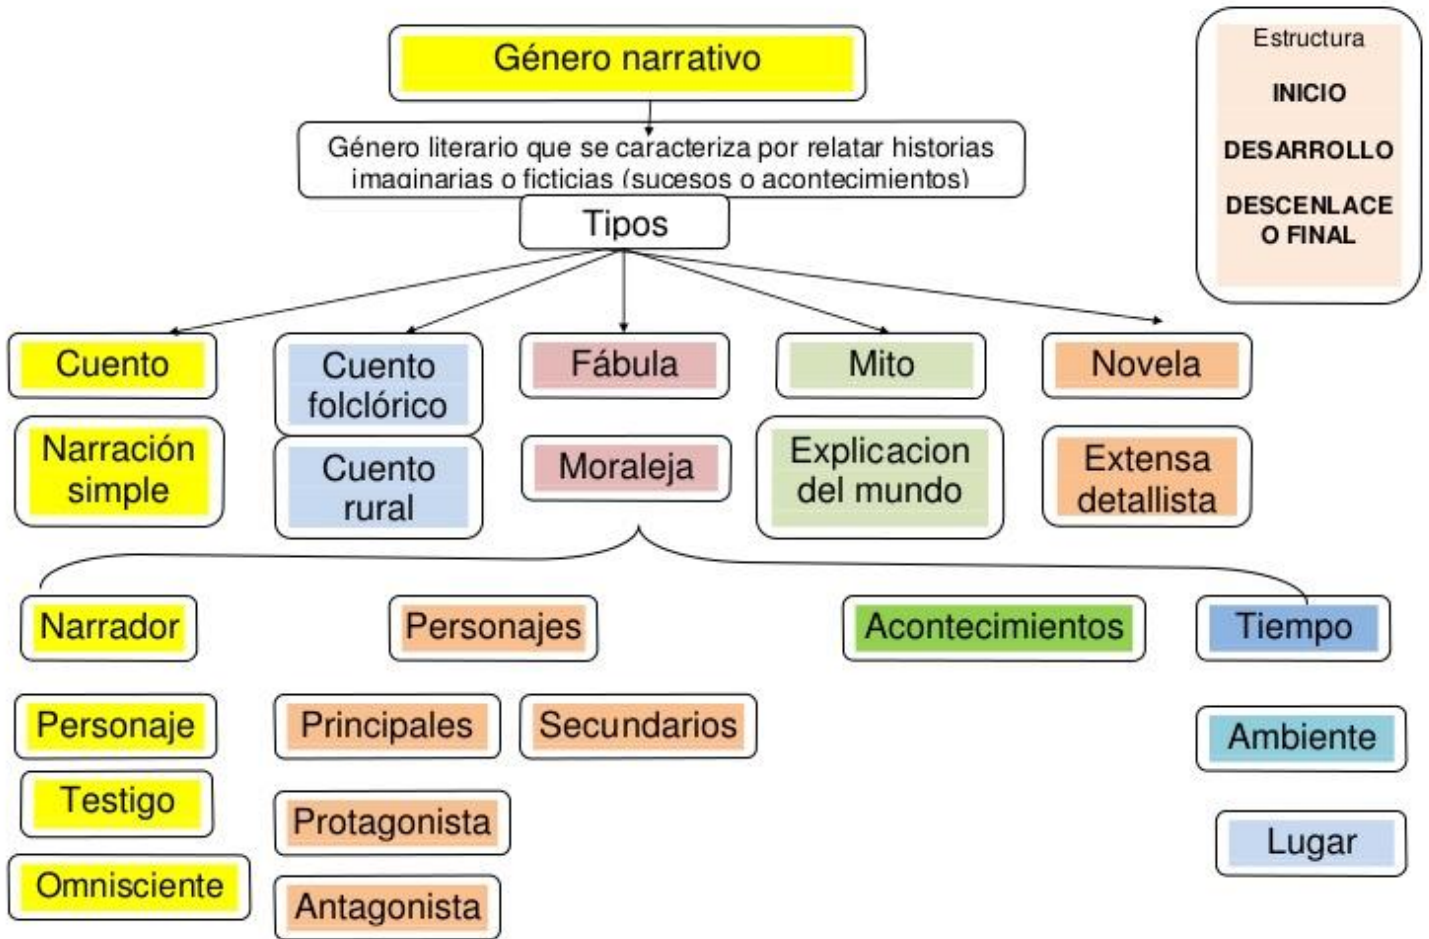 Género narrativo
Estructura
INICIO
DESARROLLO
DESCENLACE
O FINAL
Género literario que se caracteriza por relatar historias
imaginarias o ficticias (sucesos o acontecimientos)
Tipos
Cuento
Narración
simple
Cuento
folclórico
Cuento
rural
Fábula
Moraleja
Mito
Explicacion
del mundo
Novela
Extensa
detallista
Narrador
Personaje
Testigo
Omnisciente
Personajes
Principales
Secundarios
Protagonista
Antagonista
Acontecimientos
Tiempo
Ambiente
Lugar